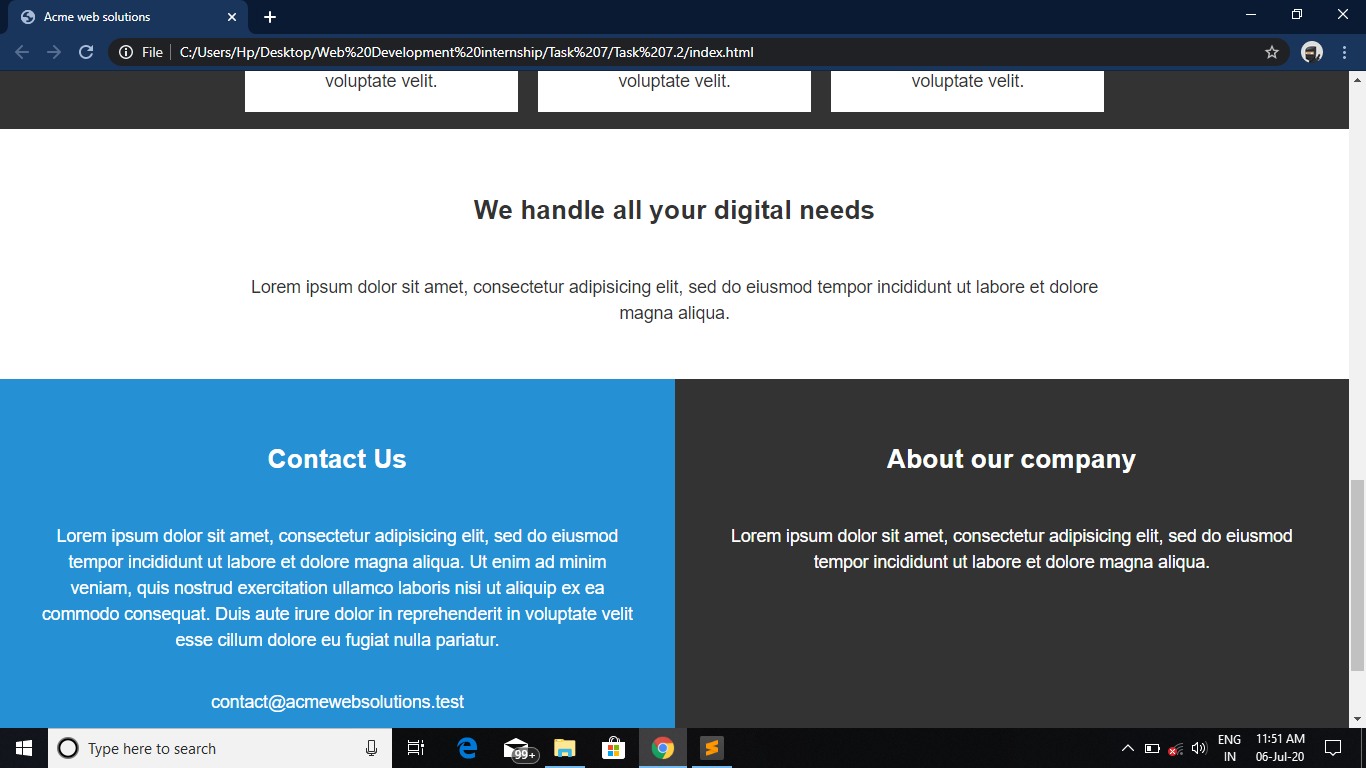 Acme web solutions
File C:/Users/Hp/Desktop/Web%20Development%20internship/Task%207/Task%207.2/index.html
voluptate velit. voluptate velit. voluptate velit.
We handle all your digital needs
Lorem ipsum dolor sit amet, consectetur adipisicing elit, sed do eiusmod tempor incididunt ut labore et dolore
magna aliqua.
Contact Us
Lorem ipsum dolor sit amet, consectetur adipisicing elit, sed do eiusmod
tempor incididunt ut labore et dolore magna aliqua. Ut enim ad minim
veniam, quis nostrud exercitation ullamco laboris nisi ut aliquip ex ea
commodo consequat. Duis aute irure dolor in reprehenderit in voluptate velit
esse cillum dolore eu fugiat nulla pariatur.
contact@acmewebsolutions.test
About our company
Lorem ipsum dolor sit amet, consectetur adipisicing elit, sed do eiusmod
tempor incididunt ut labore et dolore magna aliqua.
Type here to search
99+
ENG
IN
11:51 AM
06-Jul-20